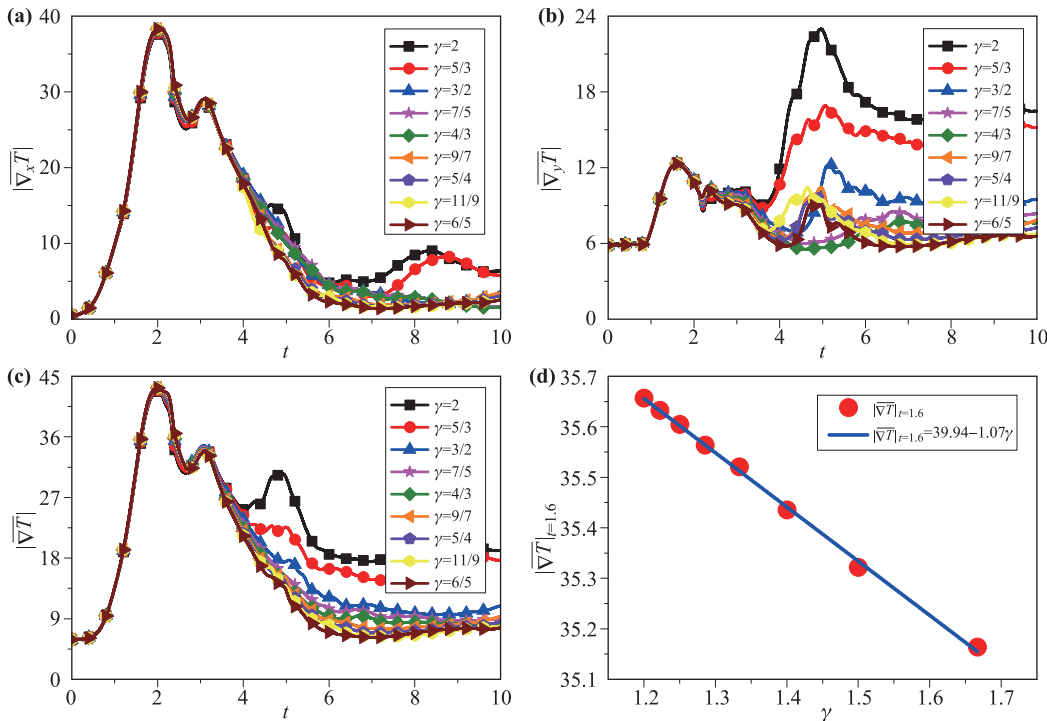 (a)
40
30
20
10
0
|∇ₓT|
0 2 4 6 8 10
t
γ=2
γ=5/3
γ=3/2
γ=7/5
γ=4/3
γ=9/7
γ=5/4
γ=11/9
γ=6/5
(b)
24
18
12
6
0
|∇ᵧT|
0 2 4 6 8 10
t
γ=2
γ=5/3
γ=3/2
γ=7/5
γ=4/3
γ=9/7
γ=5/4
γ=11/9
γ=6/5
(c)
45
36
27
18
9
0
|∇T|
0 2 4 6 8 10
t
γ=2
γ=5/3
γ=3/2
γ=7/5
γ=4/3
γ=9/7
γ=5/4
γ=11/9
γ=6/5
(d)
35.7
35.6
35.5
35.4
35.3
35.2
35.1
|∇T|t=1.6
1.2 1.3 1.4 1.5 1.6 1.7
γ
|∇T|t=1.6
|∇T|t=1.6=39.94−1.07γ